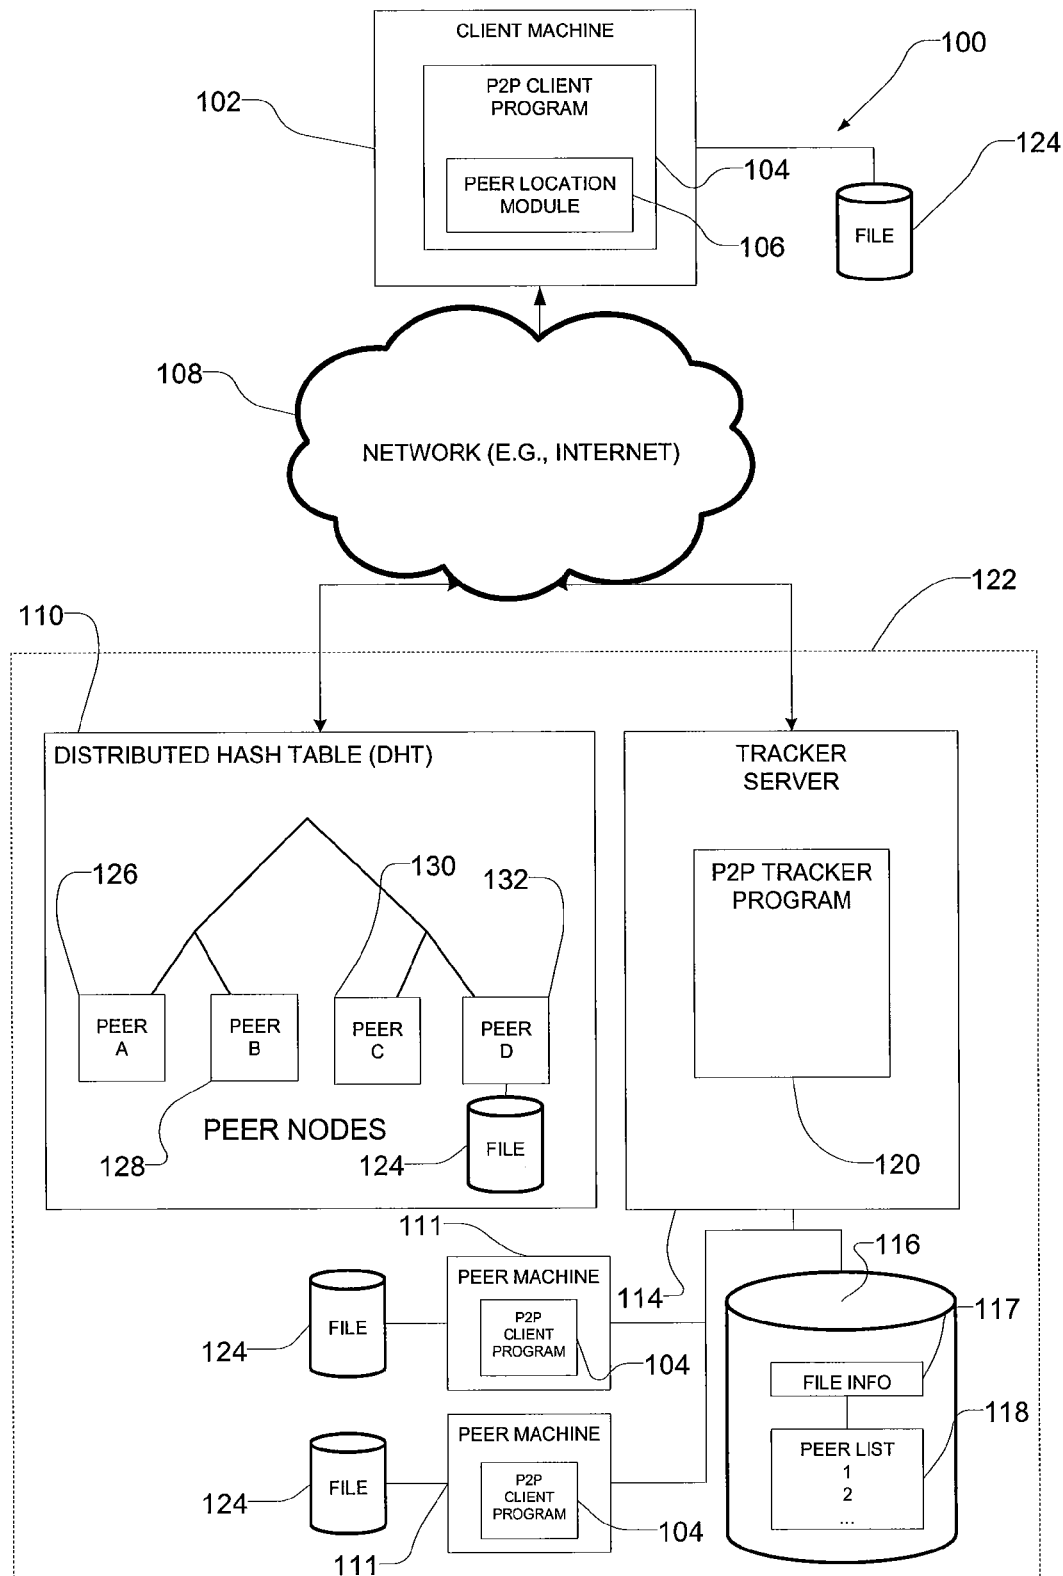 CLIENT MACHINE
100
P2P CLIENT
PROGRAM
102
124
104
PEER LOCATION
MODULE
106
FILE
108
NETWORK (E.G., INTERNET)
122
110
DISTRIBUTED HASH TABLE (DHT)
TRACKER
SERVER
126
130
132
P2P TRACKER
PROGRAM
PEER
A
PEER
B
PEER
C
PEER
D
PEER NODES
128
124
FILE
120
111
116
PEER MACHINE
114
117
P2P
CLIENT
PROGRAM
FILE
124
104
FILE INFO
118
PEER MACHINE
PEER LIST
1
2
...
P2P
CLIENT
PROGRAM
FILE
124
104
111